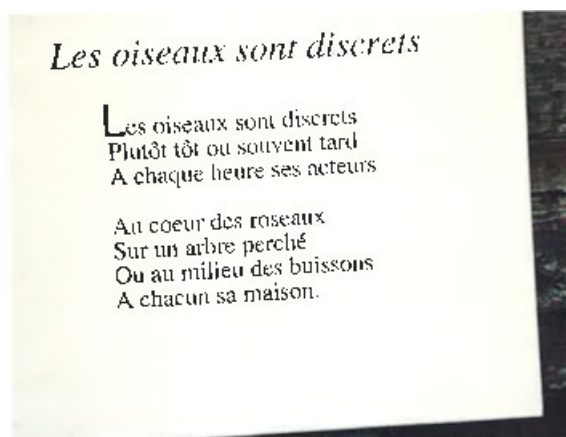 Les oiseaux sont discrets
Les oiseaux sont discrets
Plutôt tôt ou souvent tard
A chaque heure ses acteurs
Au coeur des roseaux
Sur un arbre perché
Ou au milieu des buissons
A chacun sa maison.